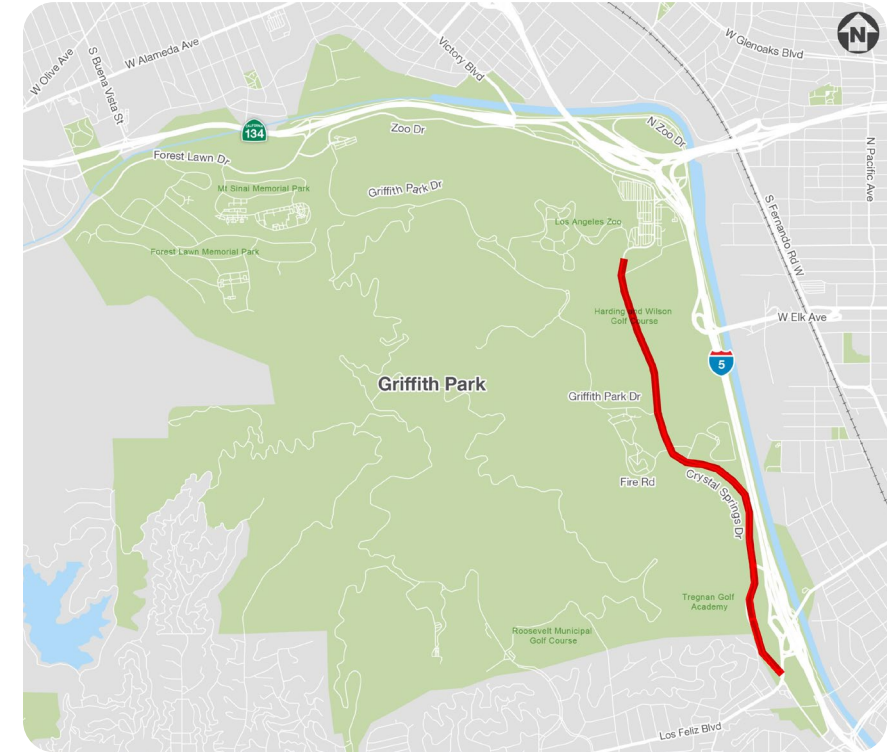 N
W Olive Ave
S Buena Vista St
W Alameda Ave
Victory Blvd
W Glenoaks Blvd
CALIFORNIA
134
Zoo Dr
N Zoo Dr
Forest Lawn Dr
N Pacific Ave
Mt Sinai Memorial Park
Griffith Park Dr
Los Angeles Zoo
S Fernando Rd W
Forest Lawn Memorial Park
Harding and Wilson
Golf Course
W Elk Ave
5
Griffith Park
Griffith Park Dr
Fire Rd
Crystal Springs Dr
Tregnan Golf
Academy
Roosevelt Municipal
Golf Course
Los Feliz Blvd